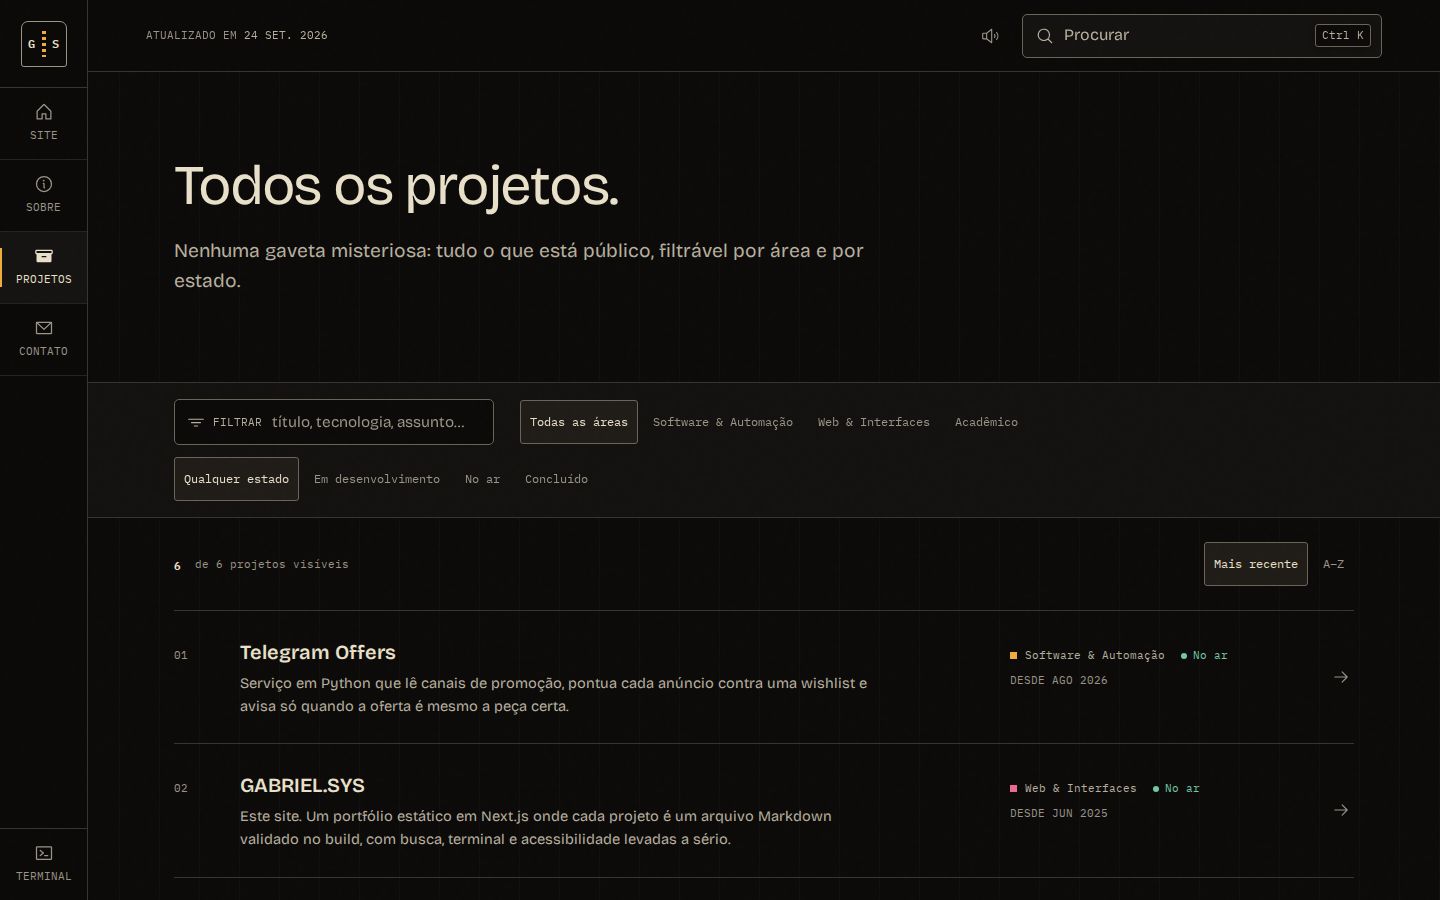 G S
ATUALIZADO EM 24 SET. 2026
Procurar
Ctrl K
SITE
SOBRE
PROJETOS
CONTATO
TERMINAL
Todos os projetos.
Nenhuma gaveta misteriosa: tudo o que está público, filtrável por área e por
estado.
FILTRAR título, tecnologia, assunto...
Todas as áreas Software & Automação Web & Interfaces Acadêmico
Qualquer estado Em desenvolvimento No ar Concluído
6 de 6 projetos visíveis
Mais recente A–Z
01
Telegram Offers
Serviço em Python que lê canais de promoção, pontua cada anúncio contra uma wishlist e
avisa só quando a oferta é mesmo a peça certa.
Software & Automação No ar
DESDE AGO 2026
02
GABRIEL.SYS
Este site. Um portfólio estático em Next.js onde cada projeto é um arquivo Markdown
validado no build, com busca, terminal e acessibilidade levadas a sério.
Web & Interfaces No ar
DESDE JUN 2025